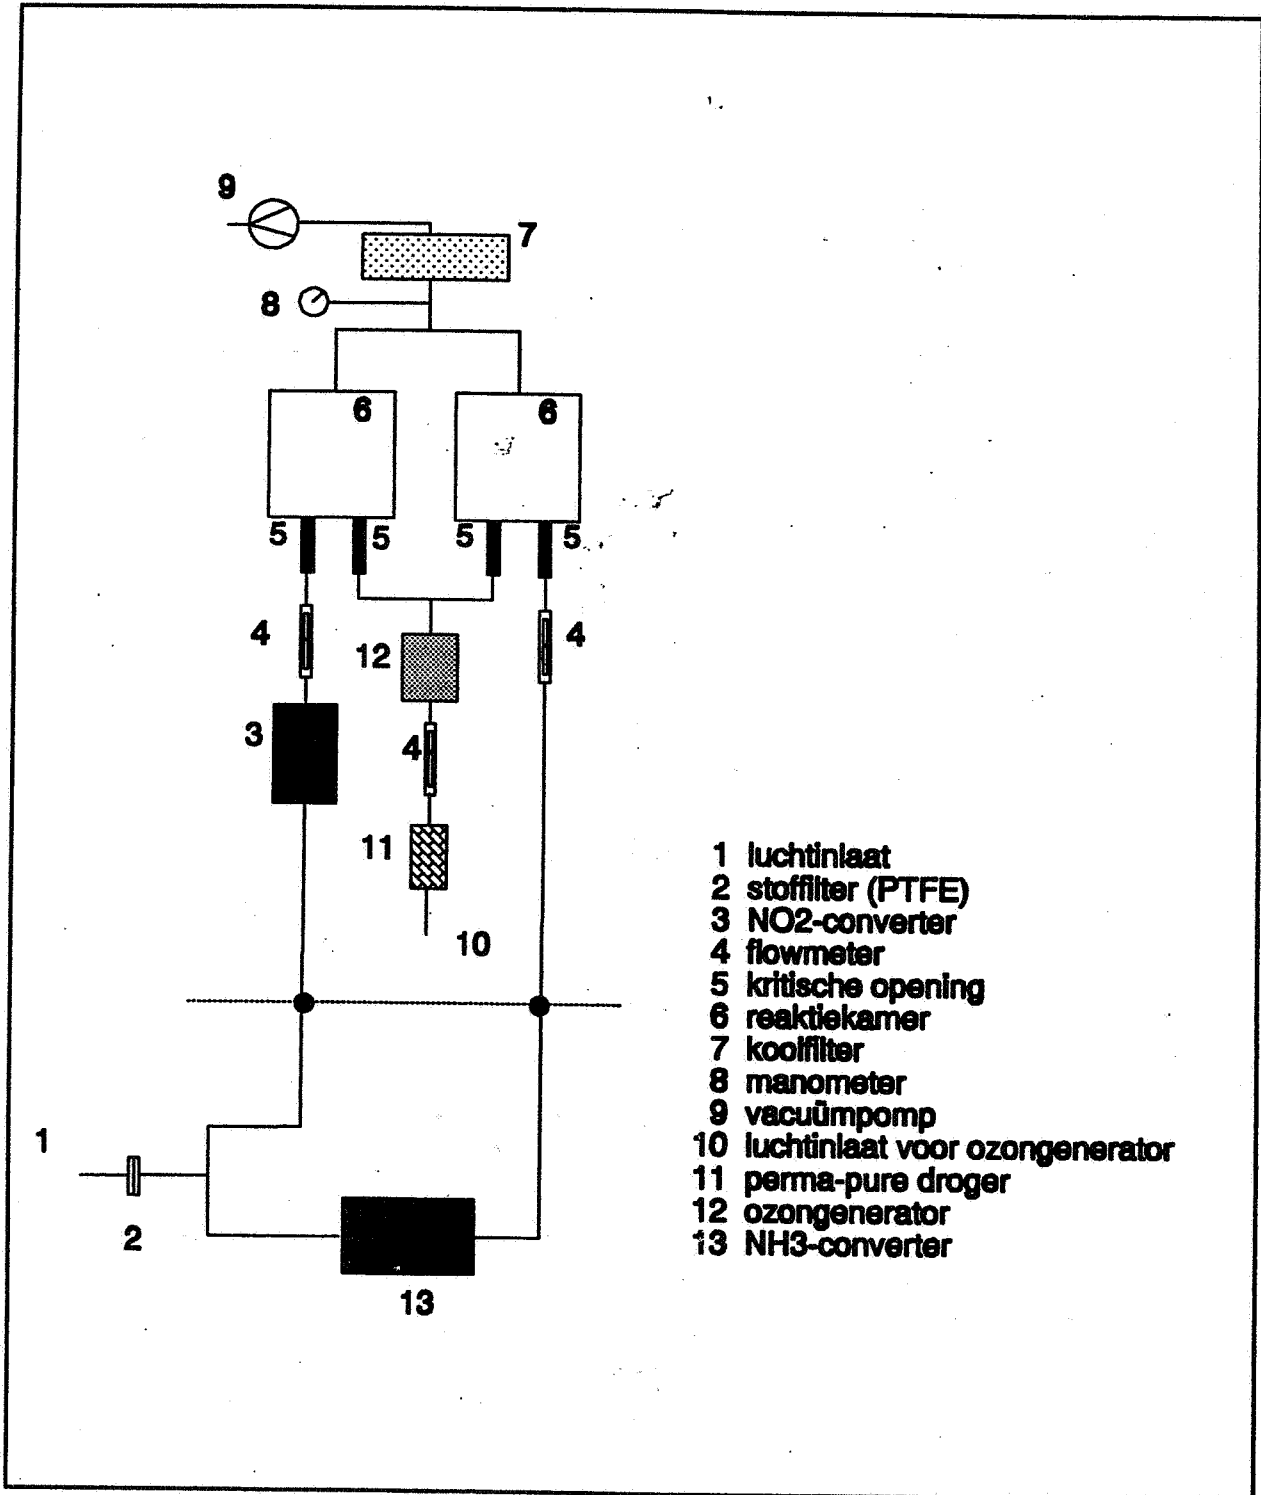 9
7
8
6
6
5
5
5
5
4
12
4
3
4
11
10
1
2
13
1 luchtinlaat
2 stoffilter (PTFE)
3 NO2-converter
4 flowmeter
5 kritische opening
6 reaktiekamer
7 koolfilter
8 manometer
9 vacuümpomp
10 luchtinlaat voor ozongenerator
11 perma-pure droger
12 ozongenerator
13 NH3-converter